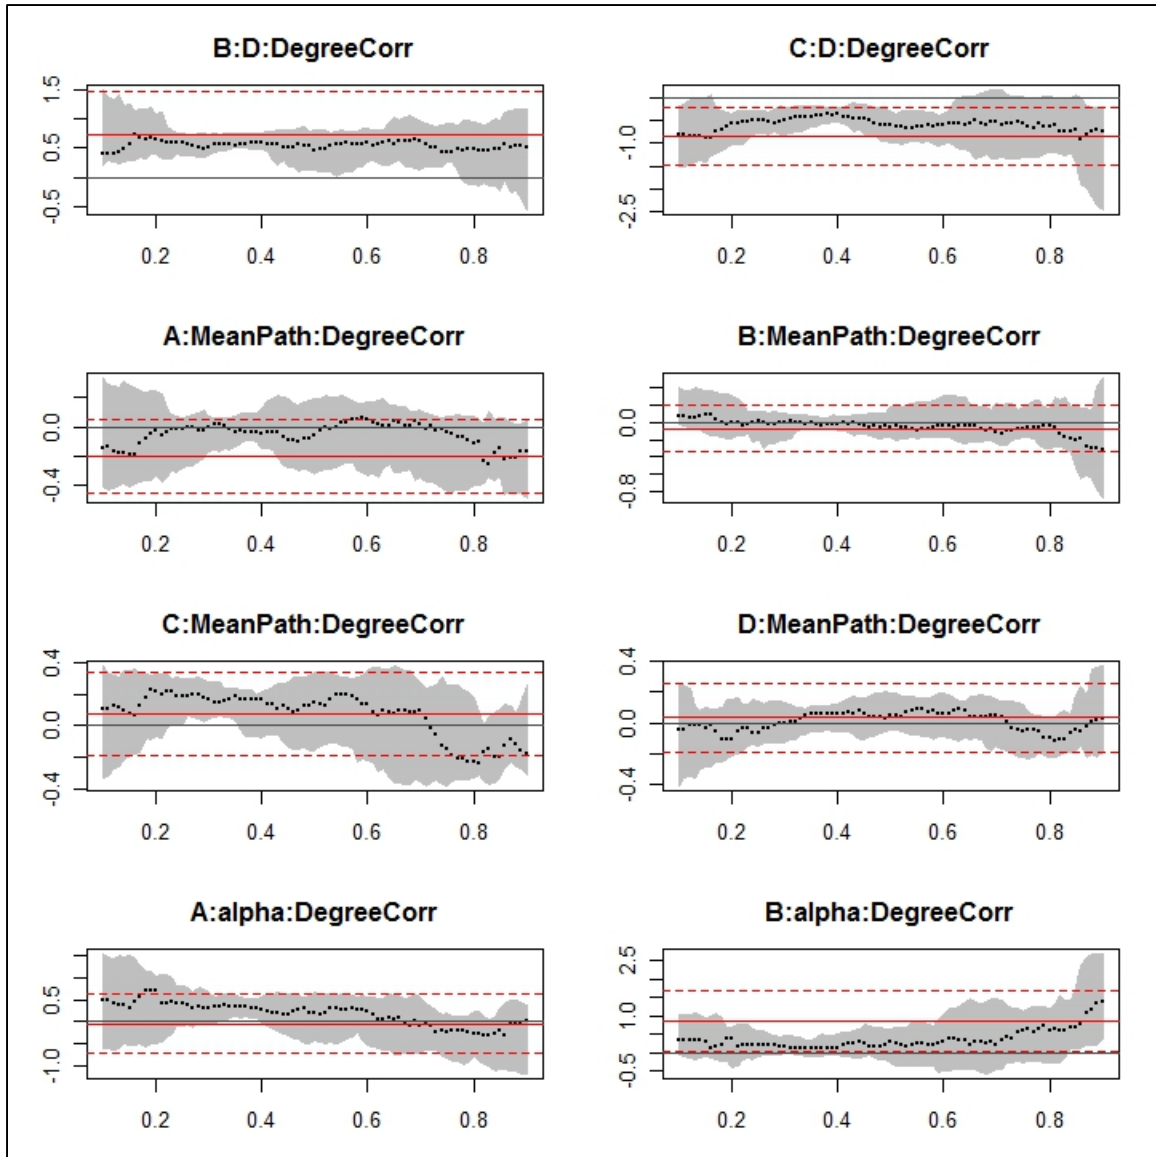 B:D:DegreeCorr
1.5
0.5
-0.5
0.2 0.4 0.6 0.8
C:D:DegreeCorr
-1.0
-2.5
0.2 0.4 0.6 0.8
A:MeanPath:DegreeCorr
0.0
-0.4
0.2 0.4 0.6 0.8
B:MeanPath:DegreeCorr
0.0
-0.8
0.2 0.4 0.6 0.8
C:MeanPath:DegreeCorr
0.4
0.0
-0.4
0.2 0.4 0.6 0.8
D:MeanPath:DegreeCorr
0.4
0.0
-0.4
0.2 0.4 0.6 0.8
A:alpha:DegreeCorr
0.5
-1.0
0.2 0.4 0.6 0.8
B:alpha:DegreeCorr
2.5
1.0
-0.5
0.2 0.4 0.6 0.8